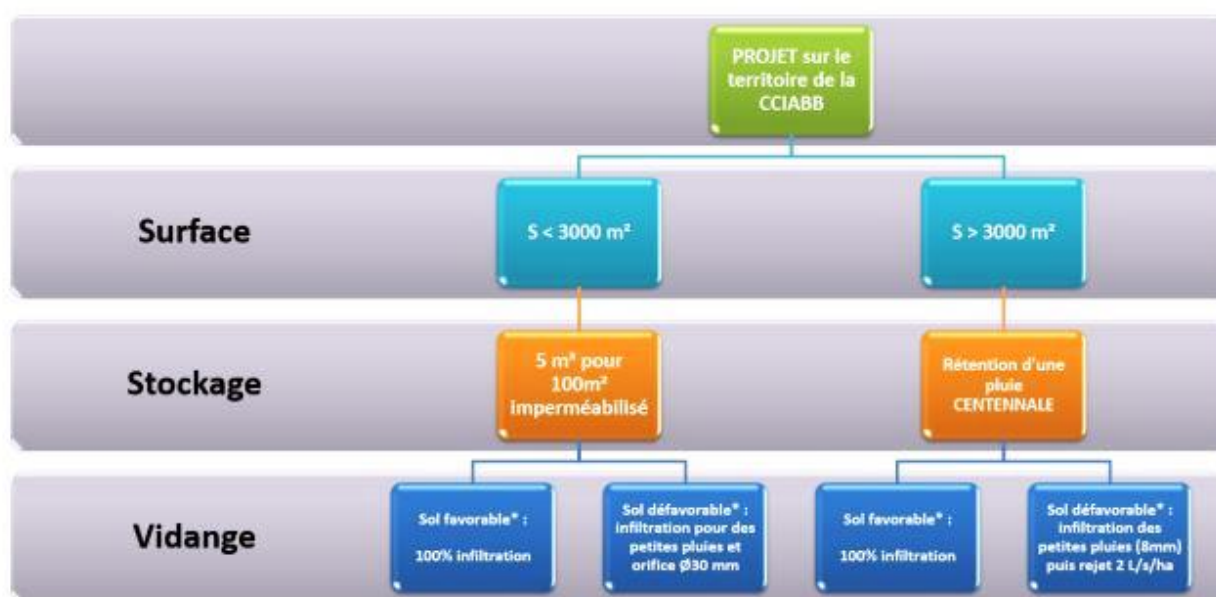 PROJET sur le
territoire de la
CCIABB
Surface
S < 3000 m²
S > 3000 m²
Stockage
5 m³ pour
100m²
imperméabilisé
Rétention d'une
pluie
CENTENNALE
Vidange
Sol favorable* :
100% infiltration
Sol défavorable* :
infiltration pour des
petites pluies et
orifice Ø30 mm
Sol favorable* :
100% infiltration
Sol défavorable* :
infiltration des
petites pluies (8mm)
puis rejet 2 L/s/ha